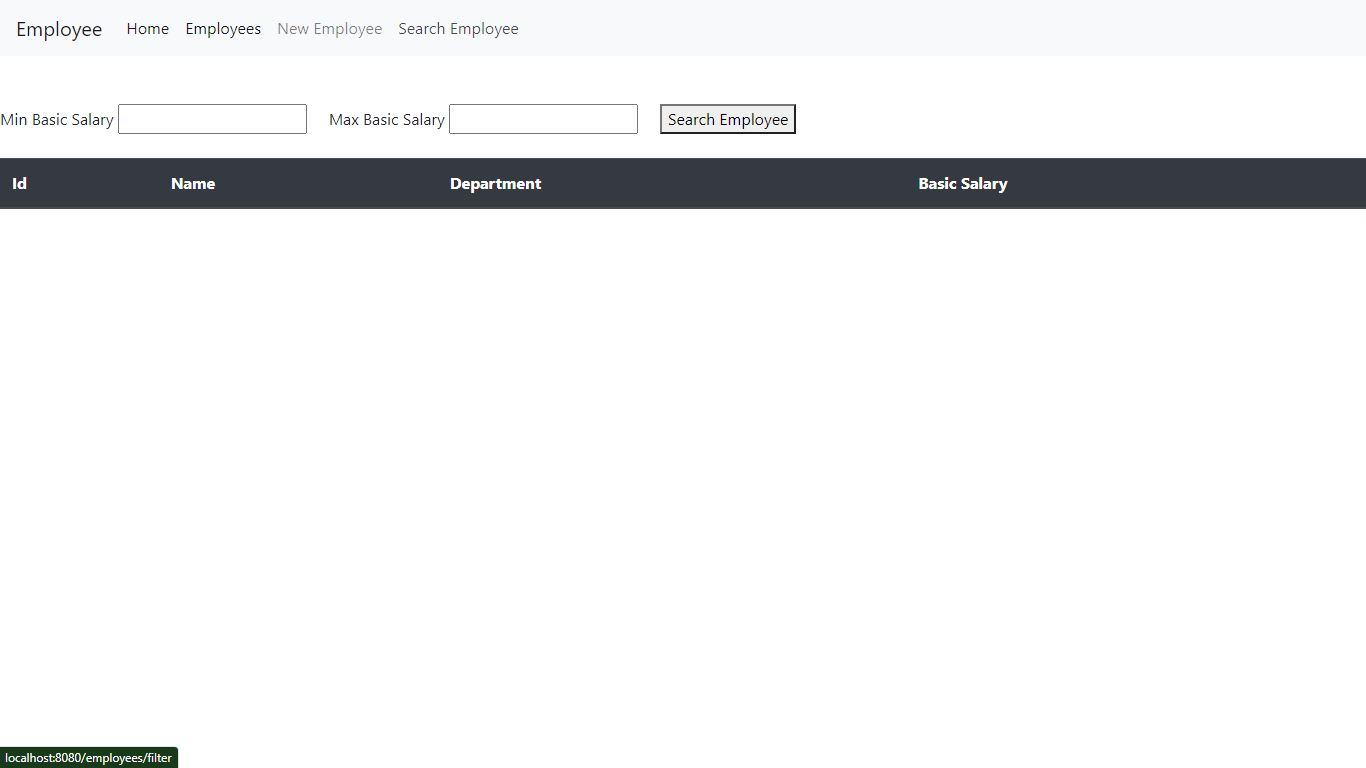 Employee Home Employees New Employee Search Employee
Min Basic Salary Max Basic Salary Search Employee
Id Name Department Basic Salary
localhost:8080/employees/filter